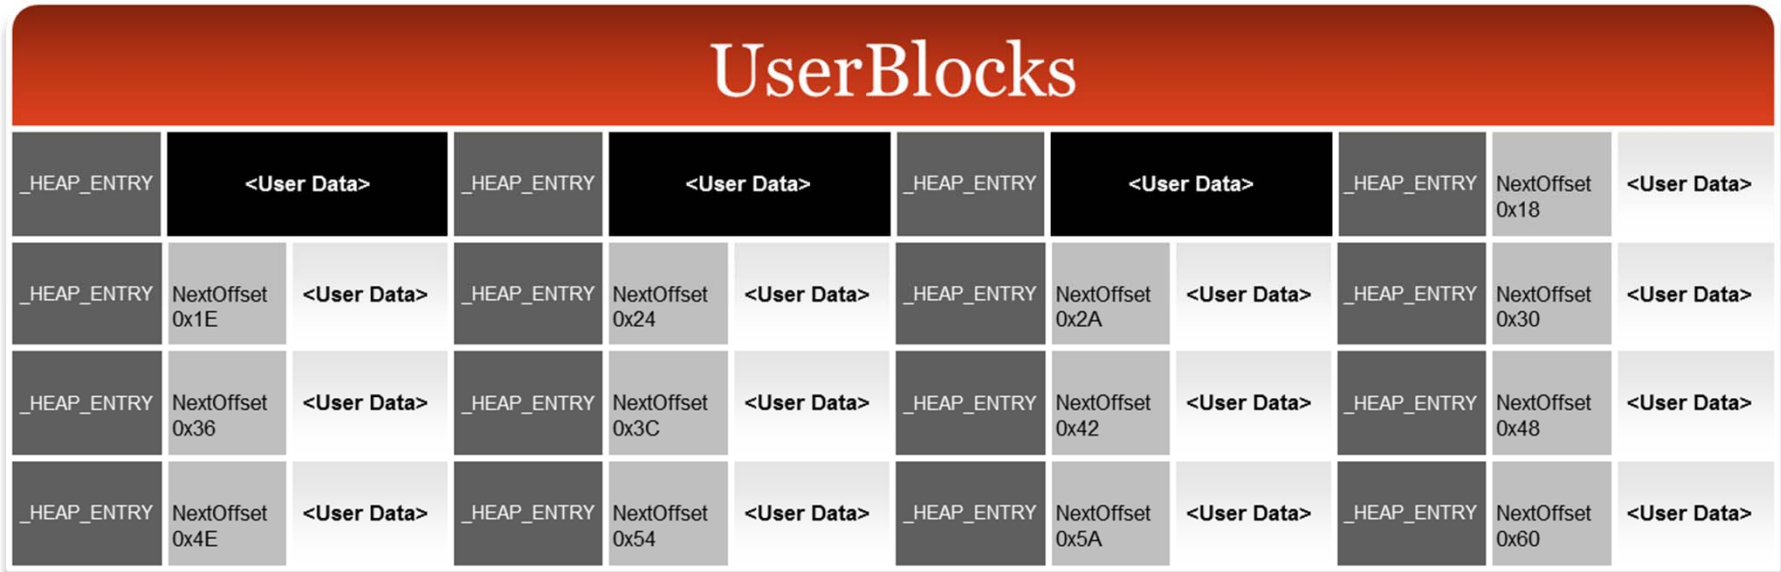 UserBlocks
_HEAP_ENTRY <User Data> _HEAP_ENTRY <User Data> _HEAP_ENTRY <User Data> _HEAP_ENTRY NextOffset <User Data>
0x18
_HEAP_ENTRY NextOffset <User Data> _HEAP_ENTRY NextOffset <User Data> _HEAP_ENTRY NextOffset <User Data> _HEAP_ENTRY NextOffset <User Data>
0x1E 0x24 0x2A 0x30
_HEAP_ENTRY NextOffset <User Data> _HEAP_ENTRY NextOffset <User Data> _HEAP_ENTRY NextOffset <User Data> _HEAP_ENTRY NextOffset <User Data>
0x36 0x3C 0x42 0x48
_HEAP_ENTRY NextOffset <User Data> _HEAP_ENTRY NextOffset <User Data> _HEAP_ENTRY NextOffset <User Data> _HEAP_ENTRY NextOffset <User Data>
0x4E 0x54 0x5A 0x60